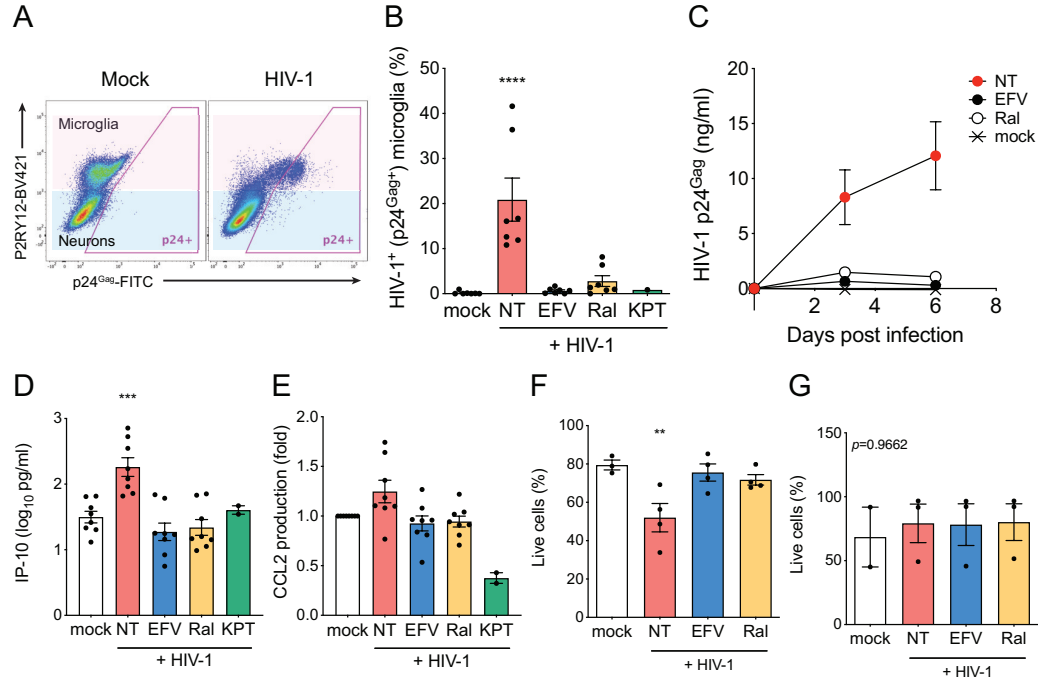 A
Mock
HIV-1
P2RY12-BV421
Microglia
Neurons
p24+
p24+
p24Gag-FITC
B
HIV-1+ (p24Gag+) microglia (%)
50
40
30
20
10
0
****
mock NT EFV Ral KPT
+ HIV-1
C
HIV-1 p24Gag (ng/ml)
20
15
10
5
0
0 2 4 6 8
Days post infection
NT
EFV
Ral
mock
D
IP-10 (log10 pg/ml)
3
2
1
0
***
mock NT EFV Ral KPT
+ HIV-1
E
CCL2 production (fold)
2.0
1.5
1.0
0.5
0.0
mock NT EFV Ral KPT
+ HIV-1
F
Live cells (%)
100
80
60
40
20
0
**
mock NT EFV Ral
+ HIV-1
G
Live cells (%)
150
100
50
0
p=0.9662
mock NT EFV Ral
+ HIV-1